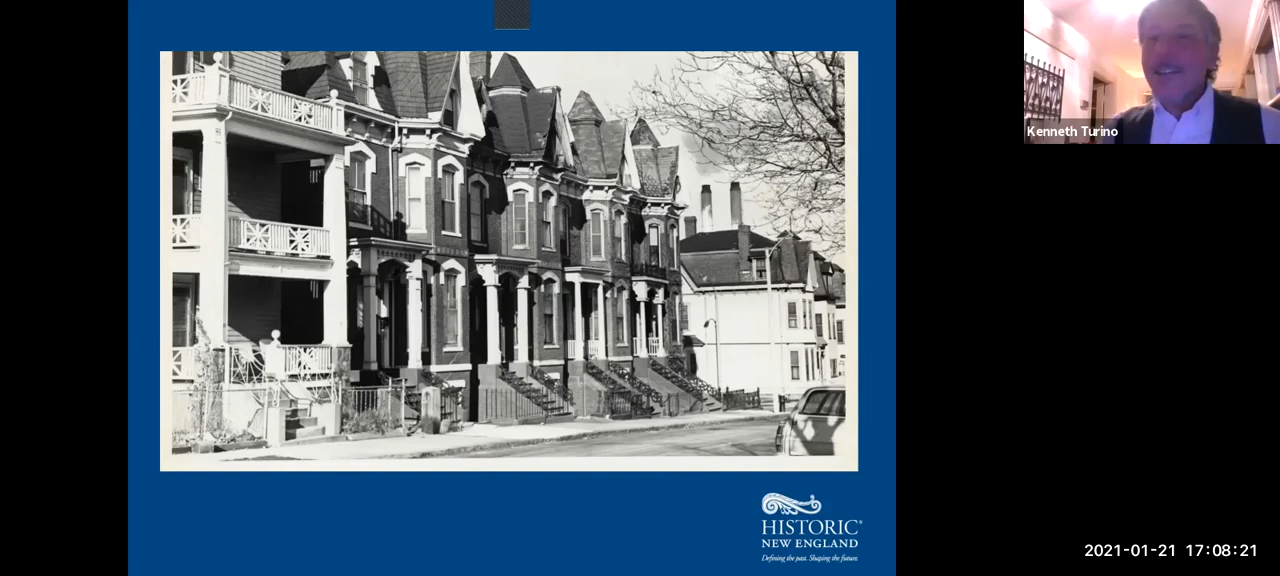 Kenneth Turino
HISTORIC®
NEW ENGLAND
Defining the past. Shaping the future.
2021-01-21 17:08:21